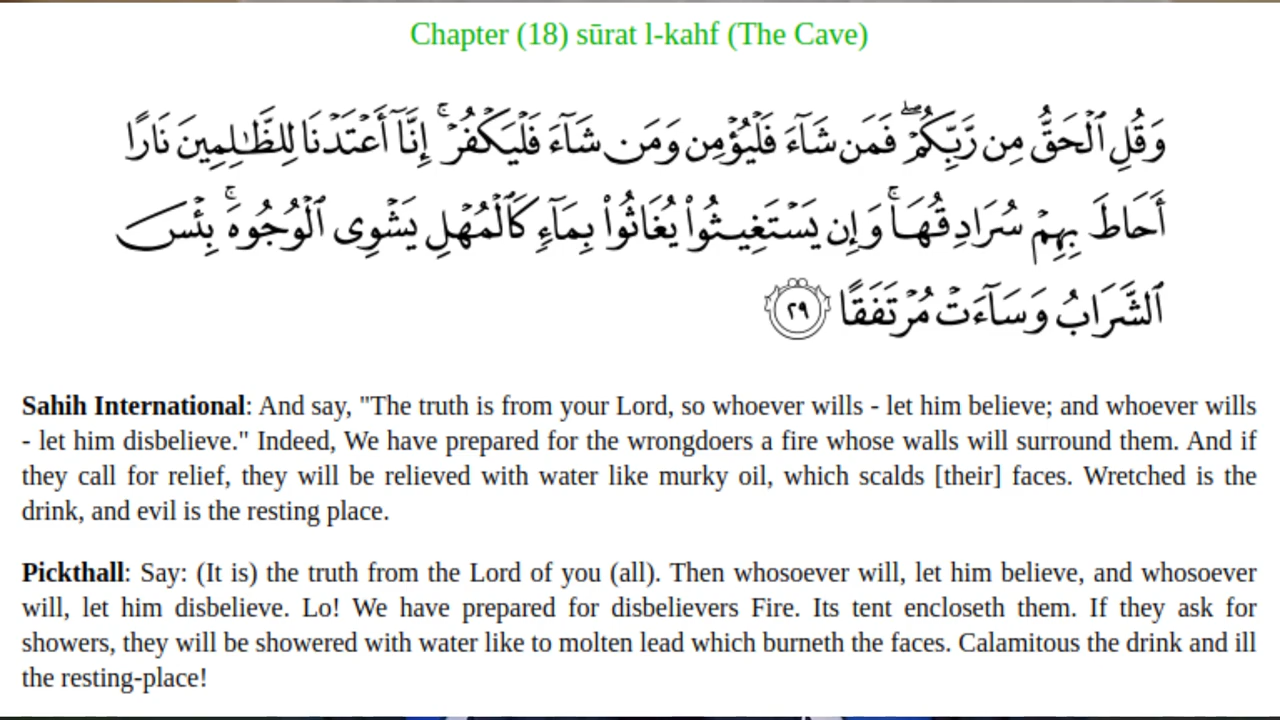 Chapter (18) sūrat l-kahf (The Cave)
وَقُلِ ٱلْحَقُّ مِن رَّبِّكُمْ ۖ فَمَن شَآءَ فَلْيُؤْمِن وَمَن شَآءَ فَلْيَكْفُرْ ۚ إِنَّآ أَعْتَدْنَا لِلظَّـٰلِمِينَ نَارًا
أَحَاطَ بِهِمْ سُرَادِقُهَا ۚ وَإِن يَسْتَغِيثُوا۟ يُغَاثُوا۟ بِمَآءٍ كَٱلْمُهْلِ يَشْوِى ٱلْوُجُوهَ ۚ بِئْسَ
ٱلشَّرَابُ وَسَآءَتْ مُرْتَفَقًا ٢٩
Sahih International: And say, "The truth is from your Lord, so whoever wills - let him believe; and whoever wills
- let him disbelieve." Indeed, We have prepared for the wrongdoers a fire whose walls will surround them. And if
they call for relief, they will be relieved with water like murky oil, which scalds [their] faces. Wretched is the
drink, and evil is the resting place.
Pickthall: Say: (It is) the truth from the Lord of you (all). Then whosoever will, let him believe, and whosoever
will, let him disbelieve. Lo! We have prepared for disbelievers Fire. Its tent encloseth them. If they ask for
showers, they will be showered with water like to molten lead which burneth the faces. Calamitous the drink and ill
the resting-place!